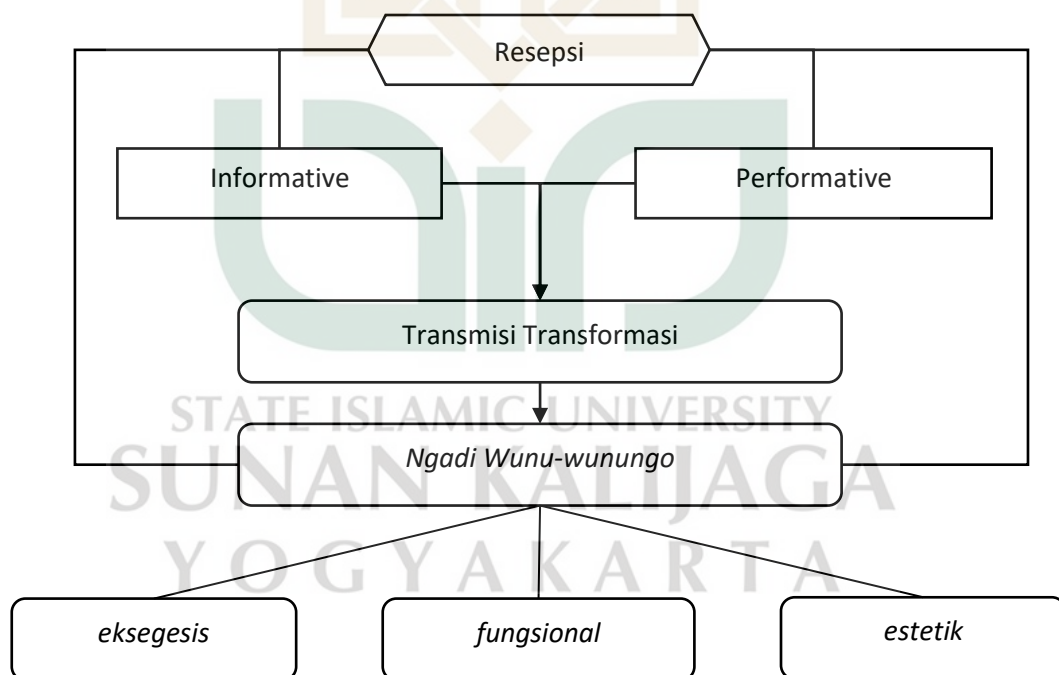 Resepsi
Informative
Performative
Transmisi Transformasi
STATE ISLAMIC UNIVERSITY
Ngadi Wunu-wunungo
SUNAN KALIJAGA
YOGYAKARTA
eksegesis
fungsional
estetik